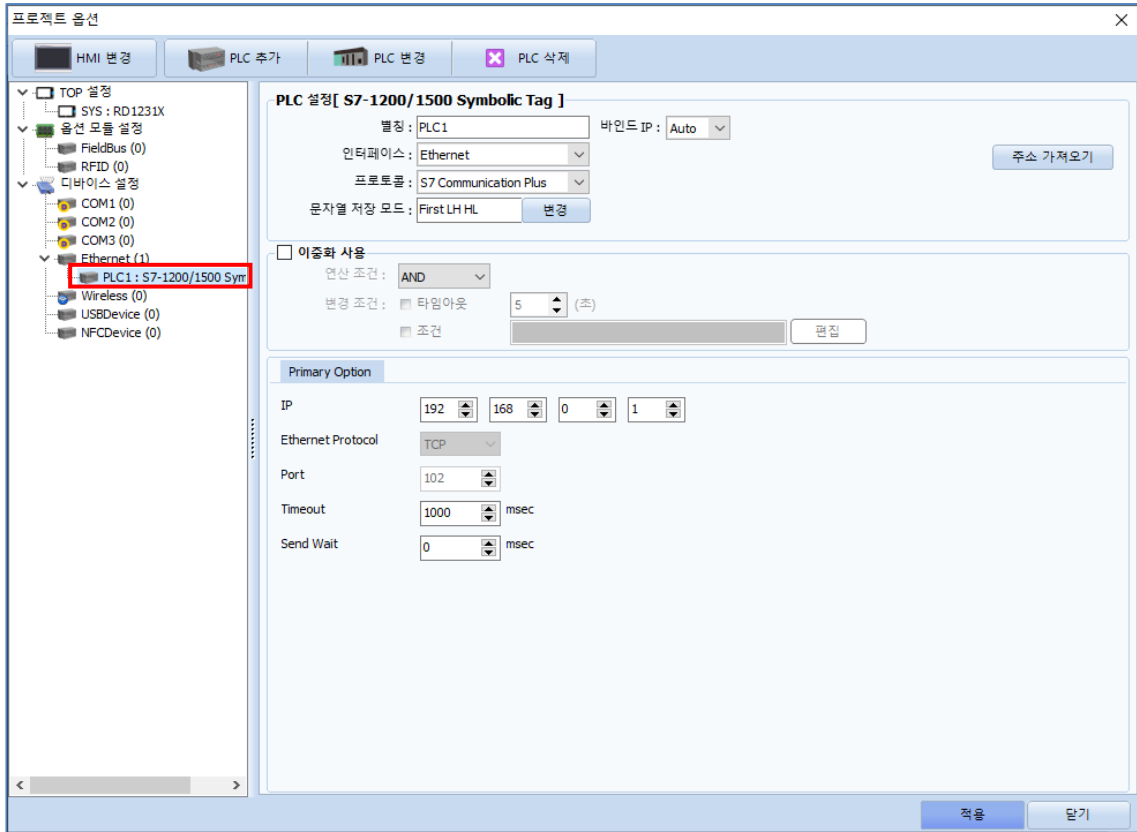 프로젝트 옵션
HMI 변경 PLC 추가 PLC 변경 PLC 삭제
TOP 설정
SYS : RD1231X
옵션 모듈 설정
FieldBus (0)
RFID (0)
디바이스 설정
COM1 (0)
COM2 (0)
COM3 (0)
Ethernet (1)
PLC1 : S7-1200/1500 Sym
Wireless (0)
USBDevice (0)
NFCDevice (0)
PLC 설정[ S7-1200/1500 Symbolic Tag ]
별칭 : PLC1 바인드 IP : Auto
인터페이스 : Ethernet 주소 가져오기
프로토콜 : S7 Communication Plus
문자열 저장 모드 : First LH HL 변경
이중화 사용
연산 조건 : AND
변경 조건 : 타임아웃 5 (초)
조건 편집
Primary Option
IP 192 168 0 1
Ethernet Protocol TCP
Port 102
Timeout 1000 msec
Send Wait 0 msec
적용 닫기